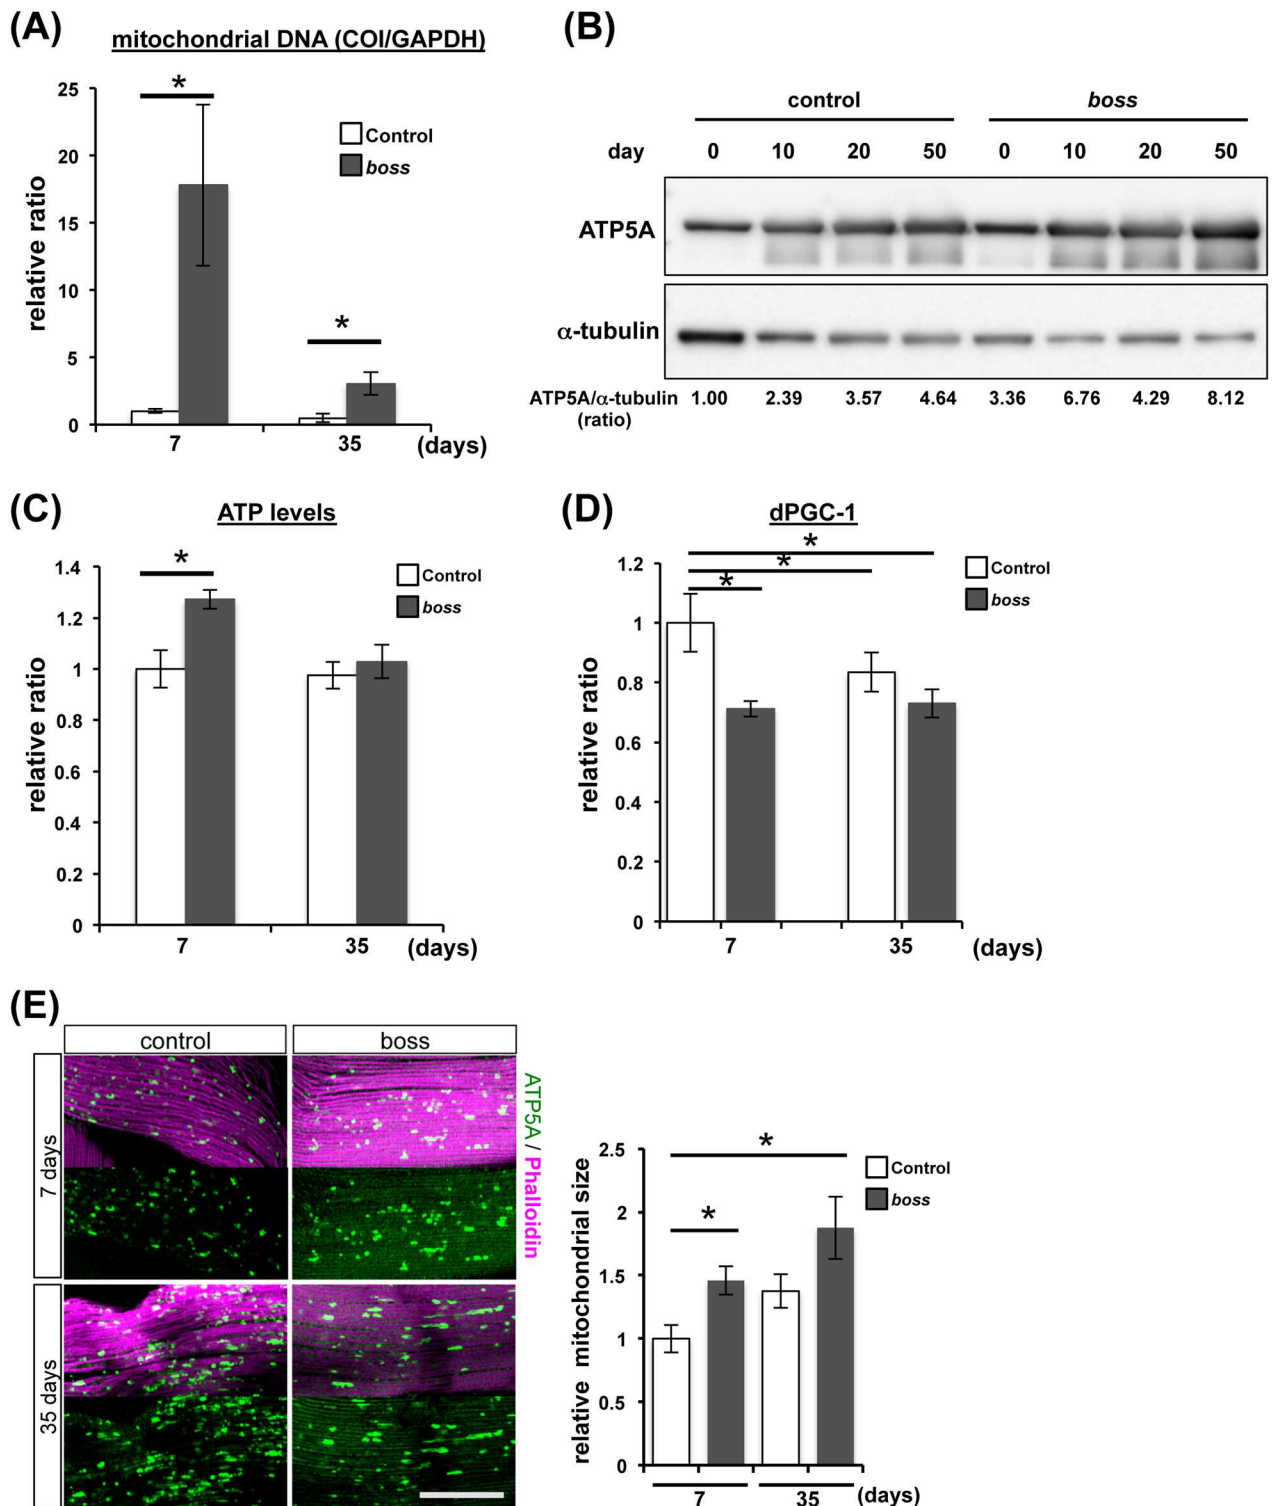 (A)
mitochondrial DNA (COI/GAPDH)
25
20
15
10
5
0
relative ratio
*
*
Control
boss
7
35
(days)
(B)
control
boss
day
0
10
20
50
0
10
20
50
ATP5A
α-tubulin
ATP5A/α-tubulin
(ratio)
1.00
2.39
3.57
4.64
3.36
6.76
4.29
8.12
(C)
ATP levels
1.4
1.2
1
0.8
0.6
0.4
0.2
0
relative ratio
*
Control
boss
7
35
(days)
(D)
dPGC-1
1.2
1
0.8
0.6
0.4
0.2
0
relative ratio
*
*
*
Control
boss
7
35
(days)
(E)
control
boss
7 days
35 days
ATP5A / Phalloidin
2.5
2
1.5
1
0.5
0
relative mitochondrial size
*
*
Control
boss
7
35
(days)